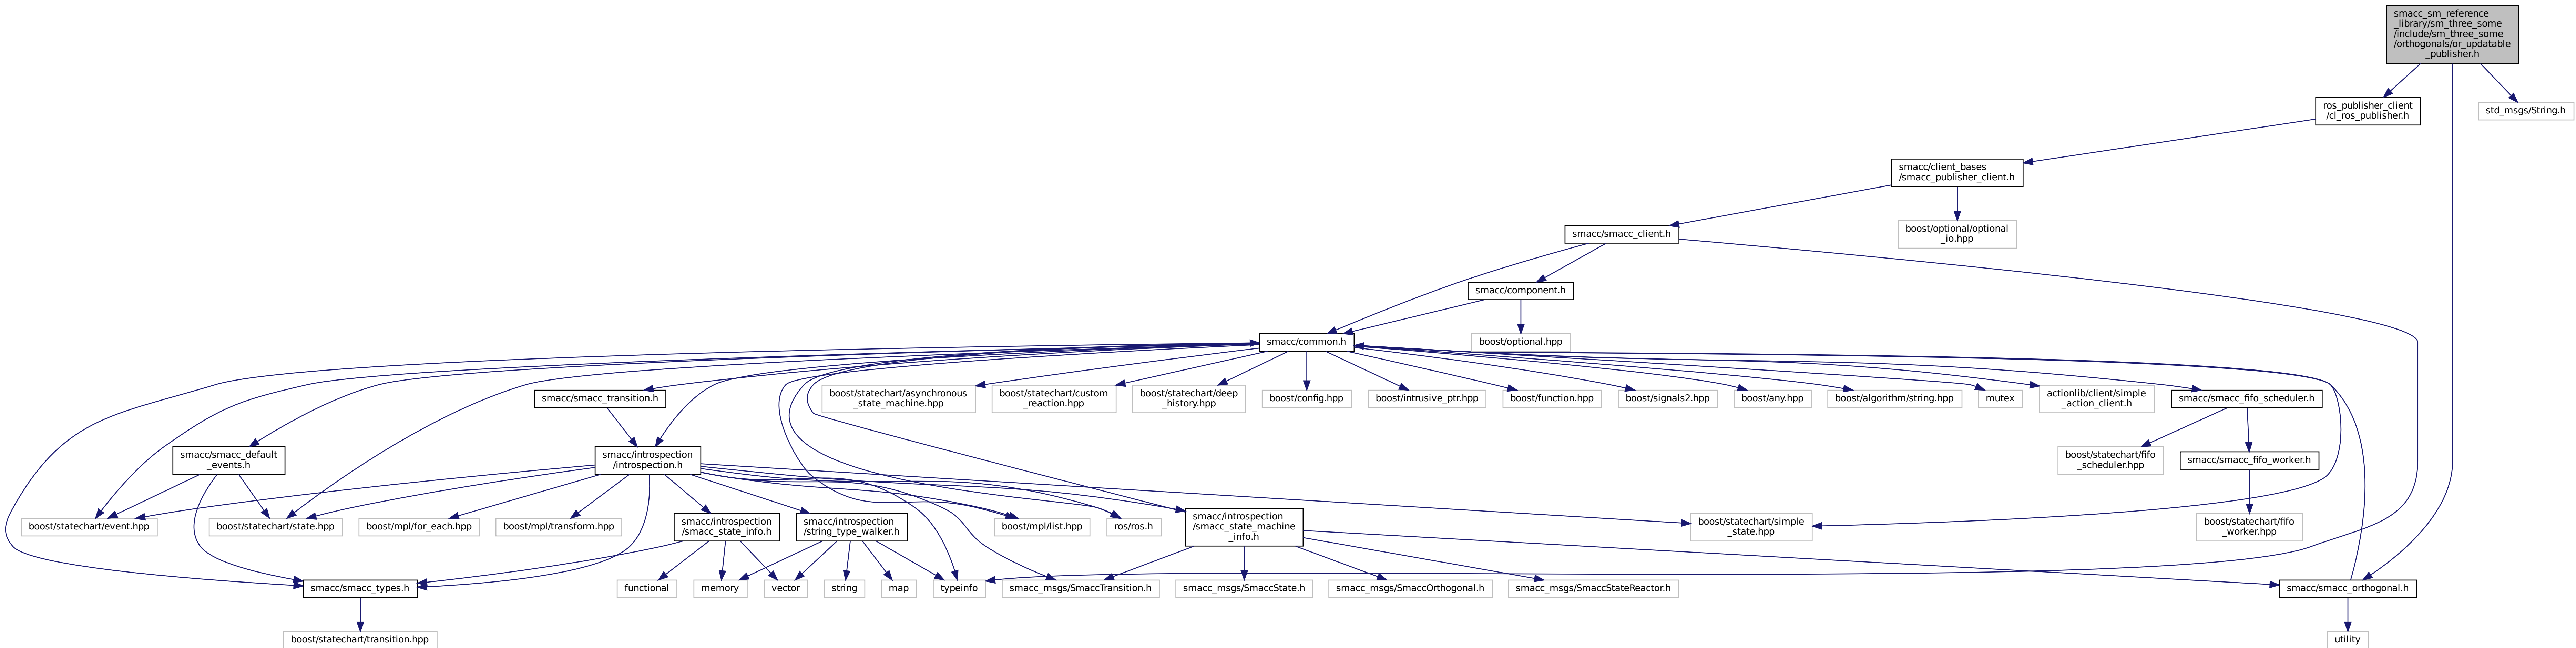 smacc_sm_reference
_library/sm_three_some
/include/sm_three_some
/orthogonals/or_updatable
_publisher.h
ros_publisher_client
/cl_ros_publisher.h
std_msgs/String.h
smacc/client_bases
/smacc_publisher_client.h
smacc/smacc_client.h
boost/optional/optional
_io.hpp
smacc/component.h
smacc/common.h
boost/optional.hpp
smacc/smacc_transition.h
boost/statechart/asynchronous
_state_machine.hpp
boost/statechart/custom
_reaction.hpp
boost/statechart/deep
_history.hpp
boost/config.hpp
boost/intrusive_ptr.hpp
boost/function.hpp
boost/signals2.hpp
boost/any.hpp
boost/algorithm/string.hpp
mutex
actionlib/client/simple
_action_client.h
smacc/smacc_fifo_scheduler.h
smacc/smacc_default
_events.h
smacc/introspection
/introspection.h
boost/statechart/fifo
_scheduler.hpp
smacc/smacc_fifo_worker.h
boost/statechart/event.hpp
boost/statechart/state.hpp
boost/mpl/for_each.hpp
boost/mpl/transform.hpp
smacc/introspection
/smacc_state_info.h
smacc/introspection
/string_type_walker.h
boost/mpl/list.hpp
ros/ros.h
smacc/introspection
/smacc_state_machine
_info.h
boost/statechart/simple
_state.hpp
boost/statechart/fifo
_worker.hpp
smacc/smacc_types.h
functional
memory
vector
string
map
typeinfo
smacc_msgs/SmaccTransition.h
smacc_msgs/SmaccState.h
smacc_msgs/SmaccOrthogonal.h
smacc_msgs/SmaccStateReactor.h
smacc/smacc_orthogonal.h
boost/statechart/transition.hpp
utility